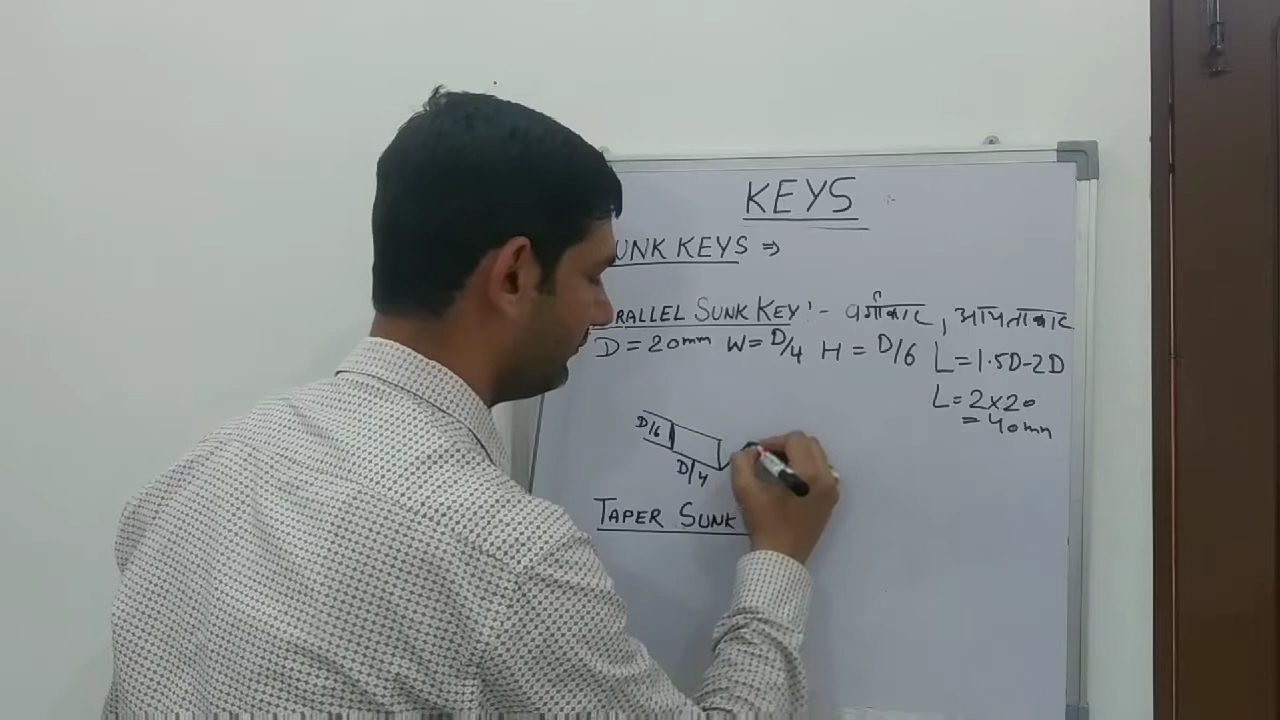 KEYS
UNK KEYS ⇒
RALLEL SUNK KEY:- वर्गाकार, आयताकार
D = 20mm W = D/4 H = D/6 L = 1.5D-2D
L = 2×20
= 40mm
D/6
D/4
TAPER SUNK